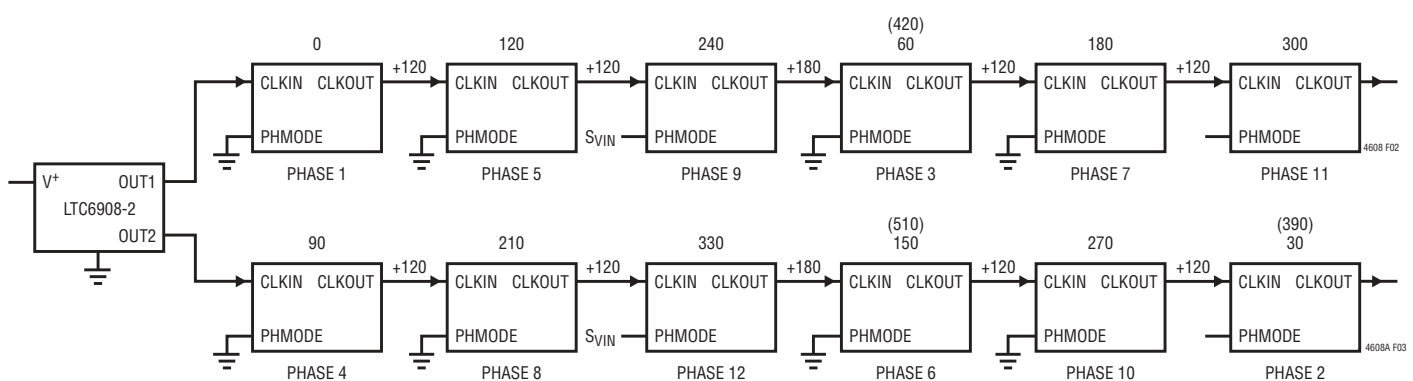 (420)
0 120 240 60 180 300
CLKIN CLKOUT +120 CLKIN CLKOUT +120 CLKIN CLKOUT +180 CLKIN CLKOUT +120 CLKIN CLKOUT +120 CLKIN CLKOUT
PHMODE PHMODE SVIN PHMODE PHMODE PHMODE PHMODE
4608 F02
PHASE 1 PHASE 5 PHASE 9 PHASE 3 PHASE 7 PHASE 11
V+ OUT1
LTC6908-2
OUT2
(510) (390)
90 210 330 150 270 30
CLKIN CLKOUT +120 CLKIN CLKOUT +120 CLKIN CLKOUT +180 CLKIN CLKOUT +120 CLKIN CLKOUT +120 CLKIN CLKOUT
PHMODE PHMODE SVIN PHMODE PHMODE PHMODE PHMODE
4608A F03
PHASE 4 PHASE 8 PHASE 12 PHASE 6 PHASE 10 PHASE 2